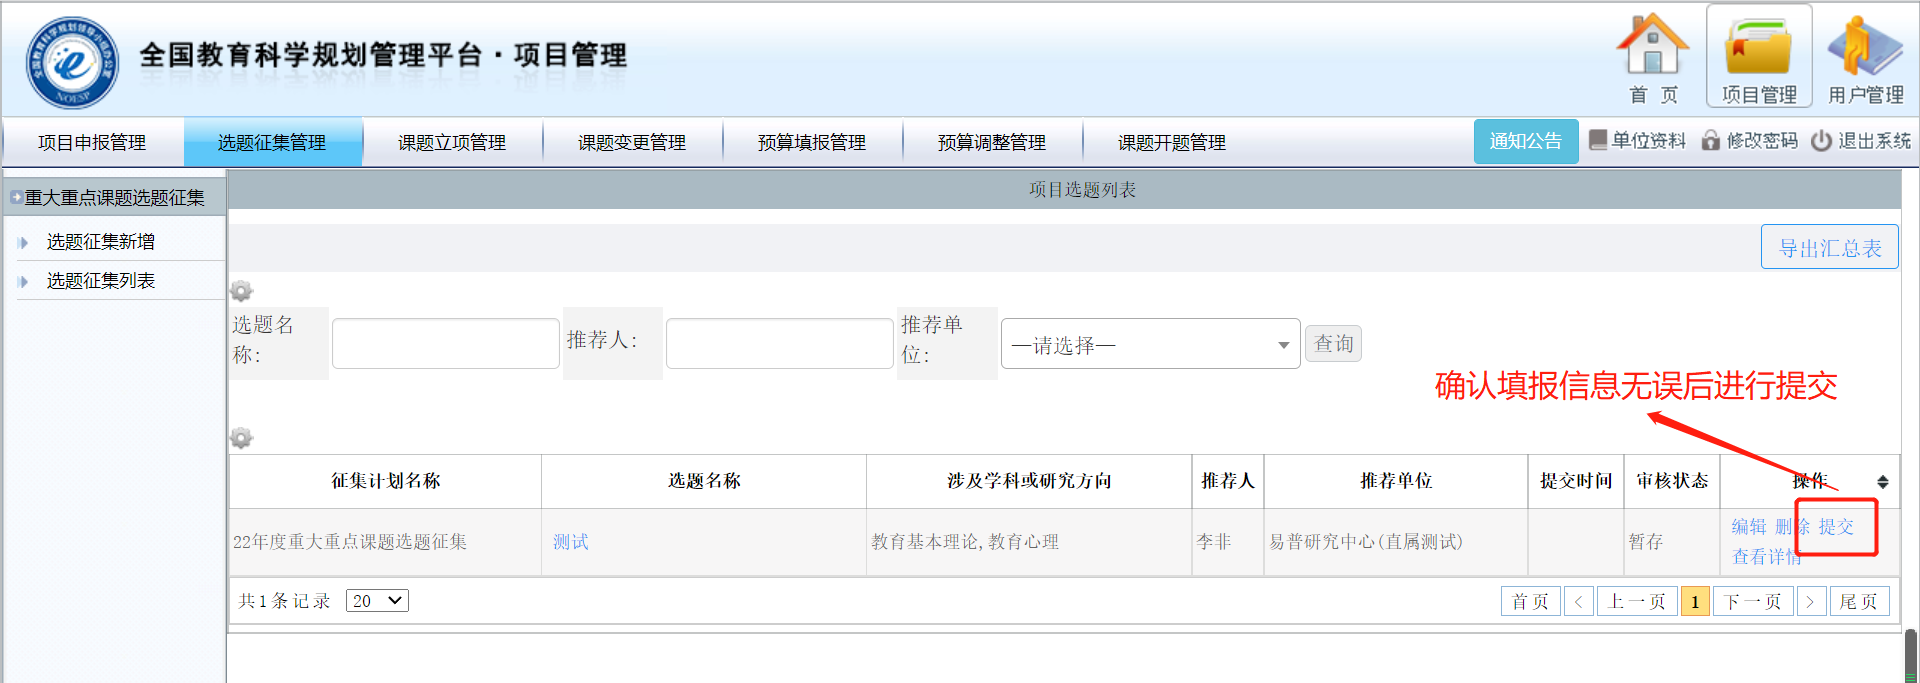 全国教育科学规划管理平台·项目管理
NOESP
首 页
项目管理
用户管理
项目申报管理
选题征集管理
课题立项管理
课题变更管理
预算填报管理
预算调整管理
课题开题管理
通知公告
单位资料
修改密码
退出系统
重大重点课题选题征集
选题征集新增
选题征集列表
项目选题列表
导出汇总表
选题名
称:
推荐人:
推荐单
位:
—请选择—
查询
确认填报信息无误后进行提交
征集计划名称 选题名称 涉及学科或研究方向 推荐人 推荐单位 提交时间 审核状态 操作
22年度重大重点课题选题征集 测试 教育基本理论,教育心理 李非 易普研究中心(直属测试) 暂存 编辑 删除 提交
查看详情
共1条记录 20
首页 < 上一页 1 下一页 > 尾页